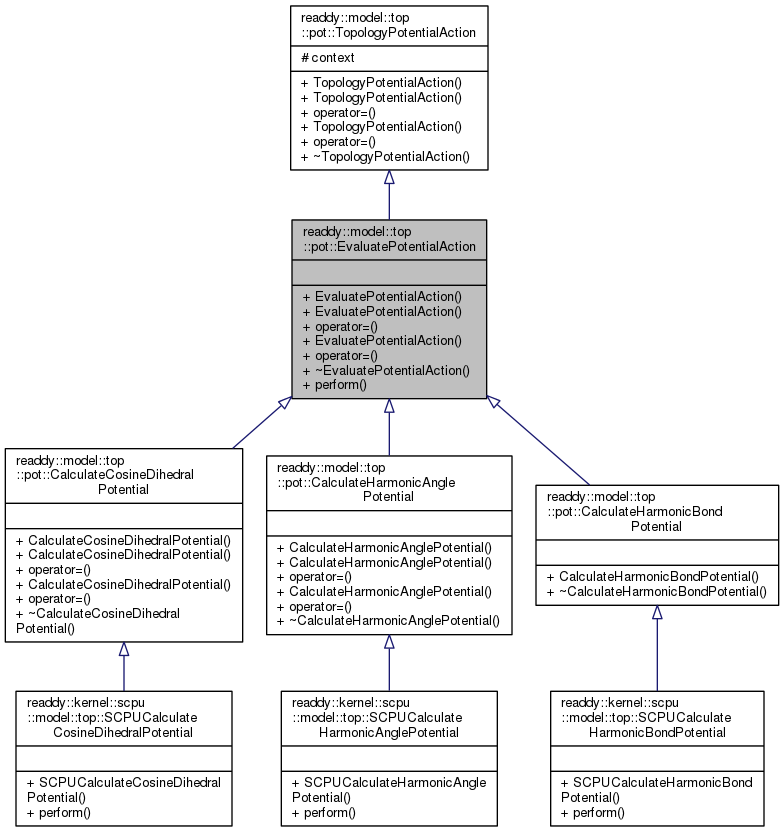 readdy::model::top
::pot::TopologyPotentialAction
# context
+ TopologyPotentialAction()
+ TopologyPotentialAction()
+ operator=()
+ TopologyPotentialAction()
+ operator=()
+ ~TopologyPotentialAction()
readdy::model::top
::pot::EvaluatePotentialAction
+ EvaluatePotentialAction()
+ EvaluatePotentialAction()
+ operator=()
+ EvaluatePotentialAction()
+ operator=()
+ ~EvaluatePotentialAction()
+ perform()
readdy::model::top
::pot::CalculateCosineDihedral
Potential
+ CalculateCosineDihedralPotential()
+ CalculateCosineDihedralPotential()
+ operator=()
+ CalculateCosineDihedralPotential()
+ operator=()
+ ~CalculateCosineDihedral
Potential()
readdy::model::top
::pot::CalculateHarmonicAngle
Potential
+ CalculateHarmonicAnglePotential()
+ CalculateHarmonicAnglePotential()
+ operator=()
+ CalculateHarmonicAnglePotential()
+ operator=()
+ ~CalculateHarmonicAnglePotential()
readdy::model::top
::pot::CalculateHarmonicBond
Potential
+ CalculateHarmonicBondPotential()
+ ~CalculateHarmonicBondPotential()
readdy::kernel::scpu
::model::top::SCPUCalculate
CosineDihedralPotential
+ SCPUCalculateCosineDihedral
Potential()
+ perform()
readdy::kernel::scpu
::model::top::SCPUCalculate
HarmonicAnglePotential
+ SCPUCalculateHarmonicAngle
Potential()
+ perform()
readdy::kernel::scpu
::model::top::SCPUCalculate
HarmonicBondPotential
+ SCPUCalculateHarmonicBond
Potential()
+ perform()